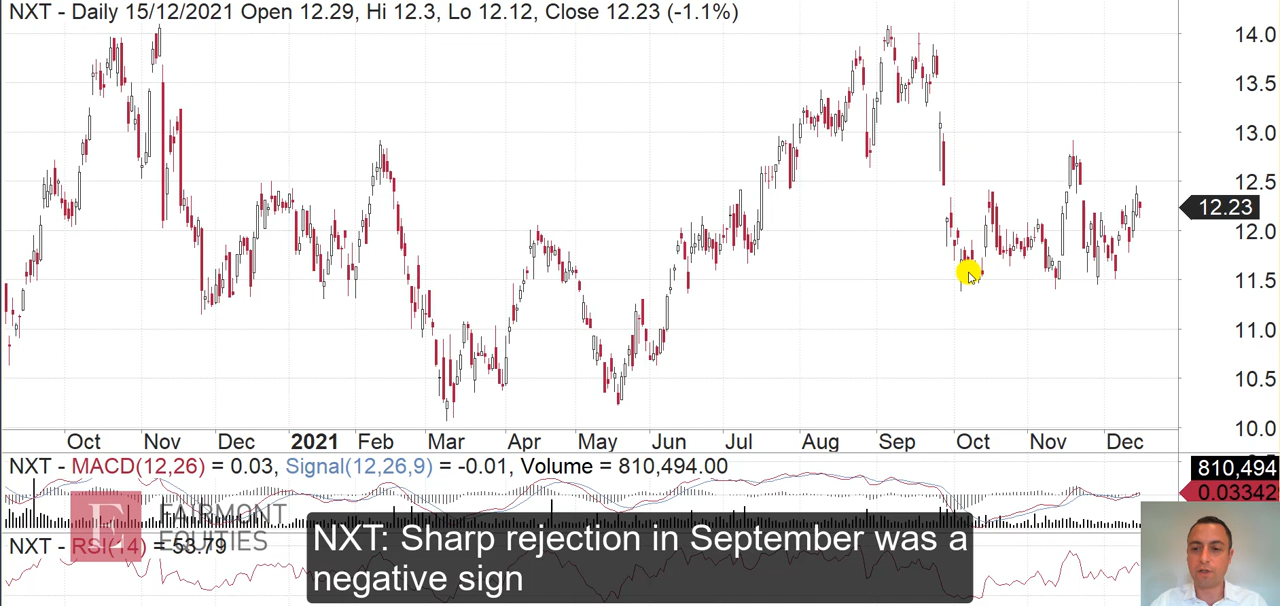 NXT - Daily 15/12/2021 Open 12.29, Hi 12.3, Lo 12.12, Close 12.23 (-1.1%)
14.0
13.5
13.0
12.5
12.23
12.0
11.5
11.0
10.5
10.0
Oct Nov Dec 2021 Feb Mar Apr May Jun Jul Aug Sep Oct Nov Dec
NXT - MACD(12,26) = 0.03, Signal(12,26,9) = -0.01, Volume = 810,494.00
810,494
0.033429
E FAIRMONT
EQUITIES
NXT - RSI(14) = 53.79
NXT: Sharp rejection in September was a
negative sign